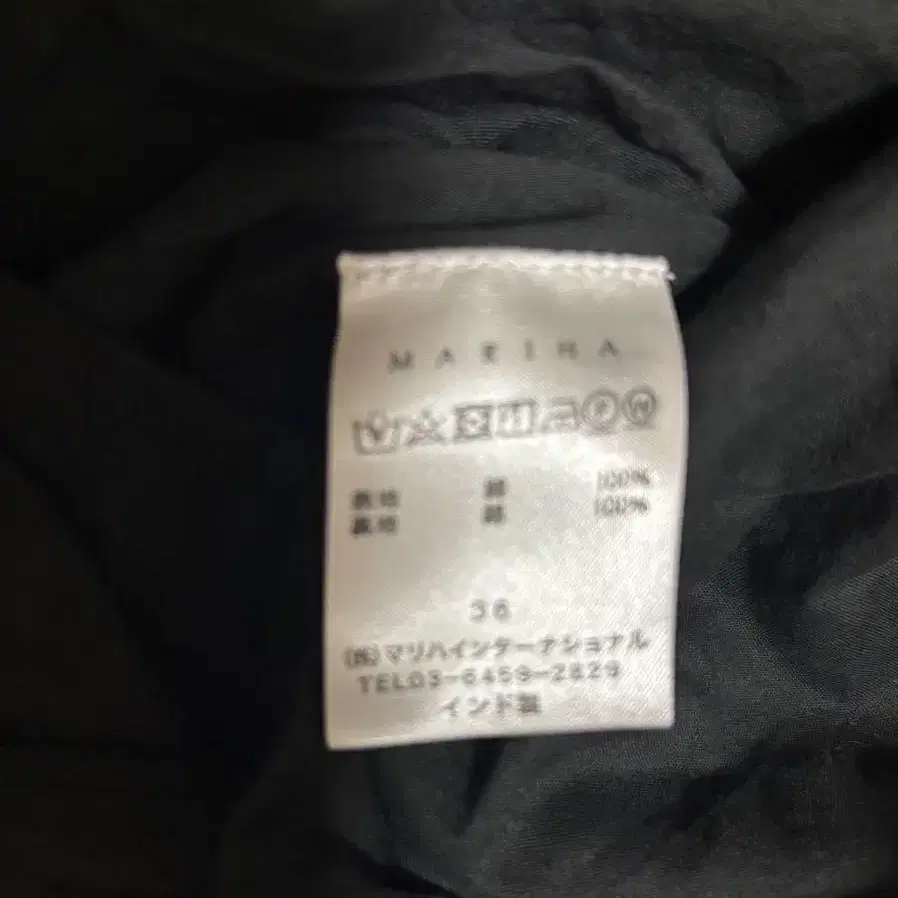 MARIHA
表地 綿 100%
裏地 綿 100%
36
(株)マリハインターナショナル
TEL03-6459-2829
インド製